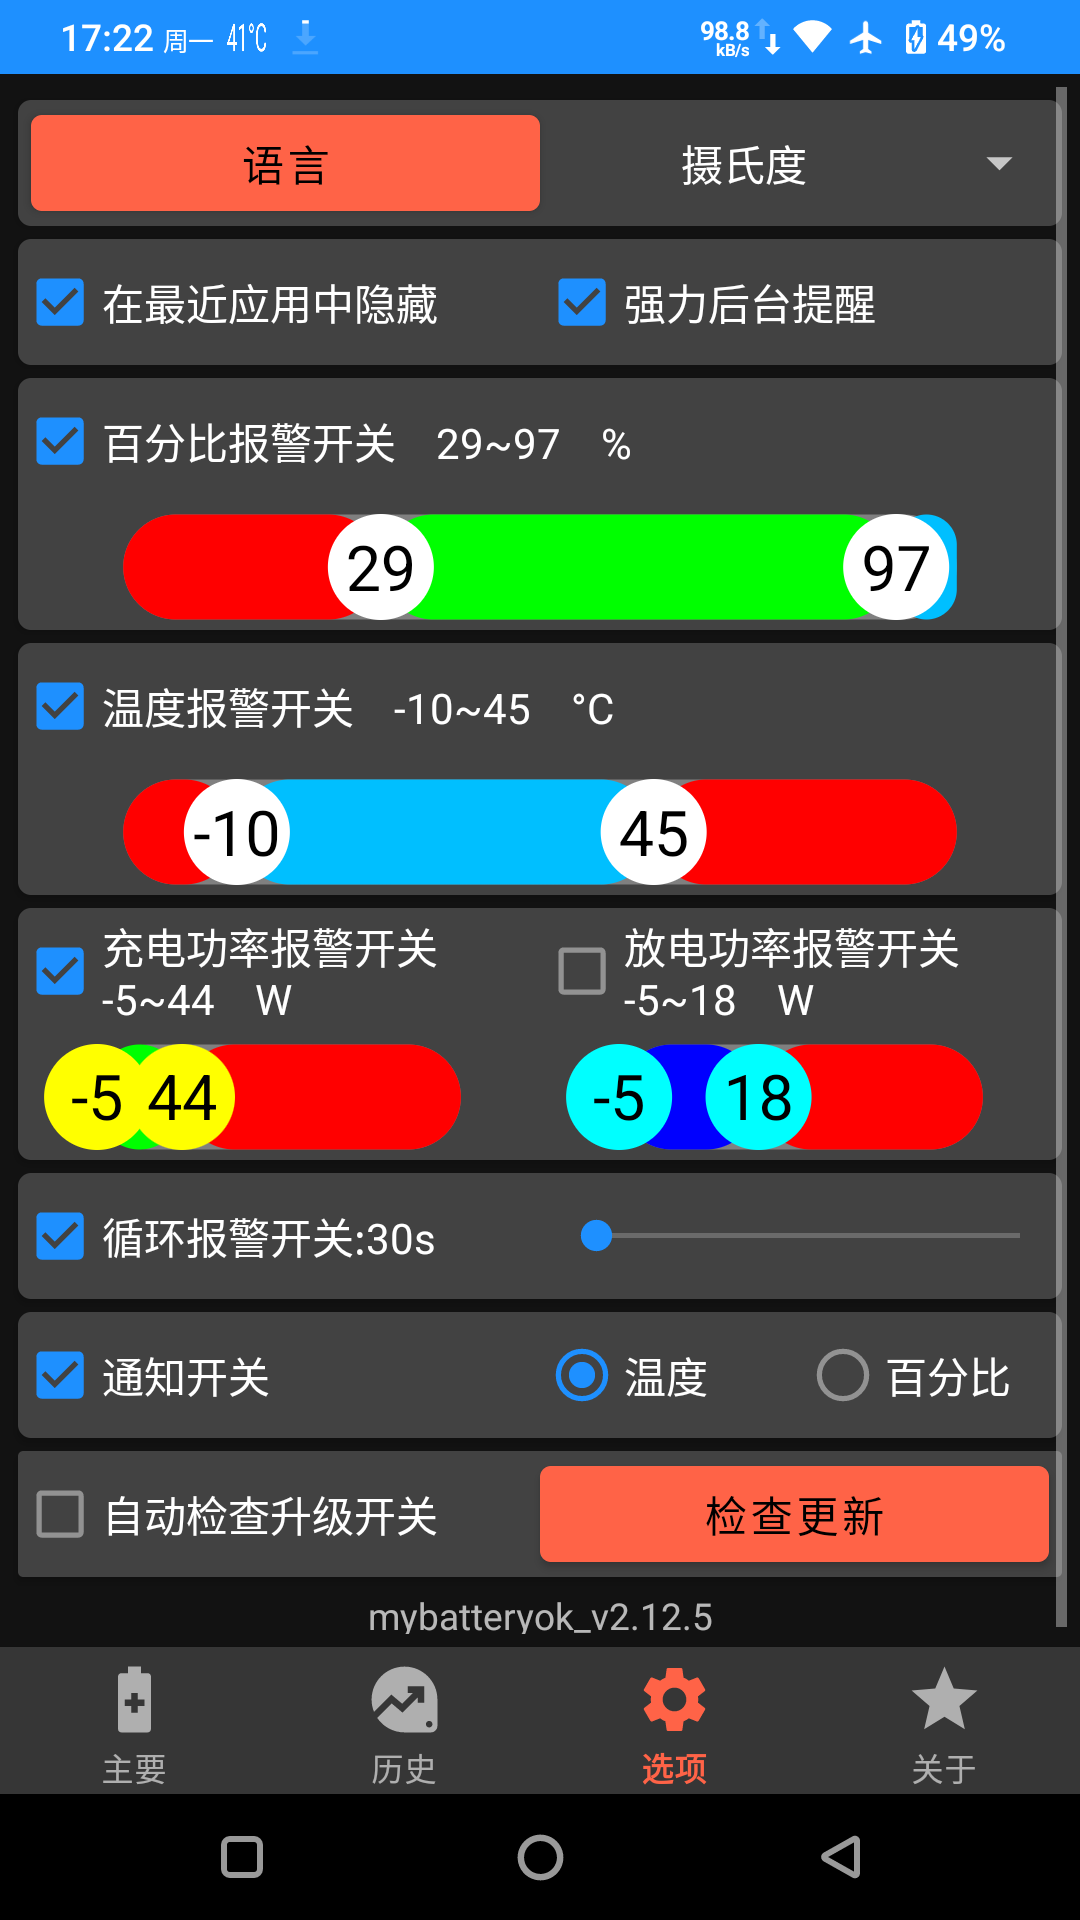 17:22 周一 41°C 98.8 kB/s 49%
语言 摄氏度
在最近应用中隐藏 强力后台提醒
百分比报警开关 29~97 %
29 97
温度报警开关 -10~45 °C
-10 45
充电功率报警开关 放电功率报警开关
-5~44 W -5~18 W
-5 44 -5 18
循环报警开关:30s
通知开关 温度 百分比
自动检查升级开关 检查更新
mybatteryok_v2.12.5
主要 历史 选项 关于